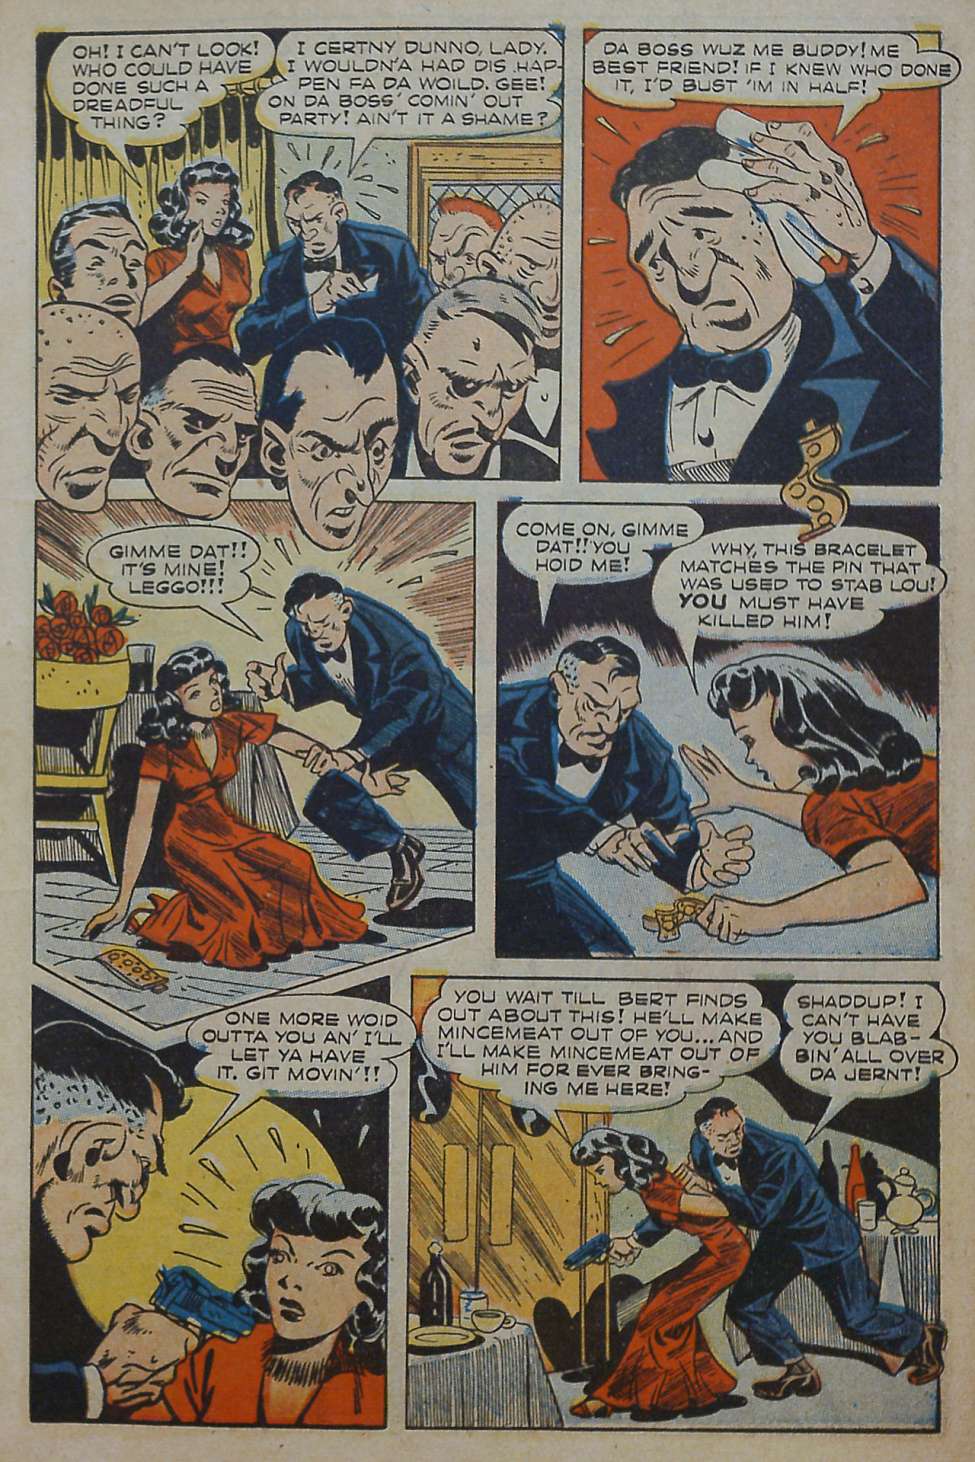 OH! I CAN'T LOOK!
WHO COULD HAVE
DONE SUCH A
DREADFUL
THING?
I CERTNY DUNNO, LADY.
I WOULDN'A HAD DIS HAP-
PEN FA DA WOILD. GEE!
ON DA BOSS' COMIN' OUT
PARTY! AIN'T IT A SHAME?
DA BOSS WUZ ME BUDDY! ME
BEST FRIEND! IF I KNEW WHO DONE
IT, I'D BUST 'IM IN HALF!
GIMME DAT!!
IT'S MINE!
LEGGO!!!
COME ON, GIMME
DAT!! YOU
HOID ME!
WHY, THIS BRACELET
MATCHES THE PIN THAT
WAS USED TO STAB LOU!
YOU MUST HAVE
KILLED HIM!
ONE MORE WOID
OUTTA YOU AN' I'LL
LET YA HAVE
IT. GIT MOVIN'!!
YOU WAIT TILL BERT FINDS
OUT ABOUT THIS! HE'LL MAKE
MINCEMEAT OUT OF YOU... AND
I'LL MAKE MINCEMEAT OUT OF
HIM FOR EVER BRING-
ING ME HERE!
SHADDUP! I
CAN'T HAVE
YOU BLAB-
BIN' ALL OVER
DA JERNT!